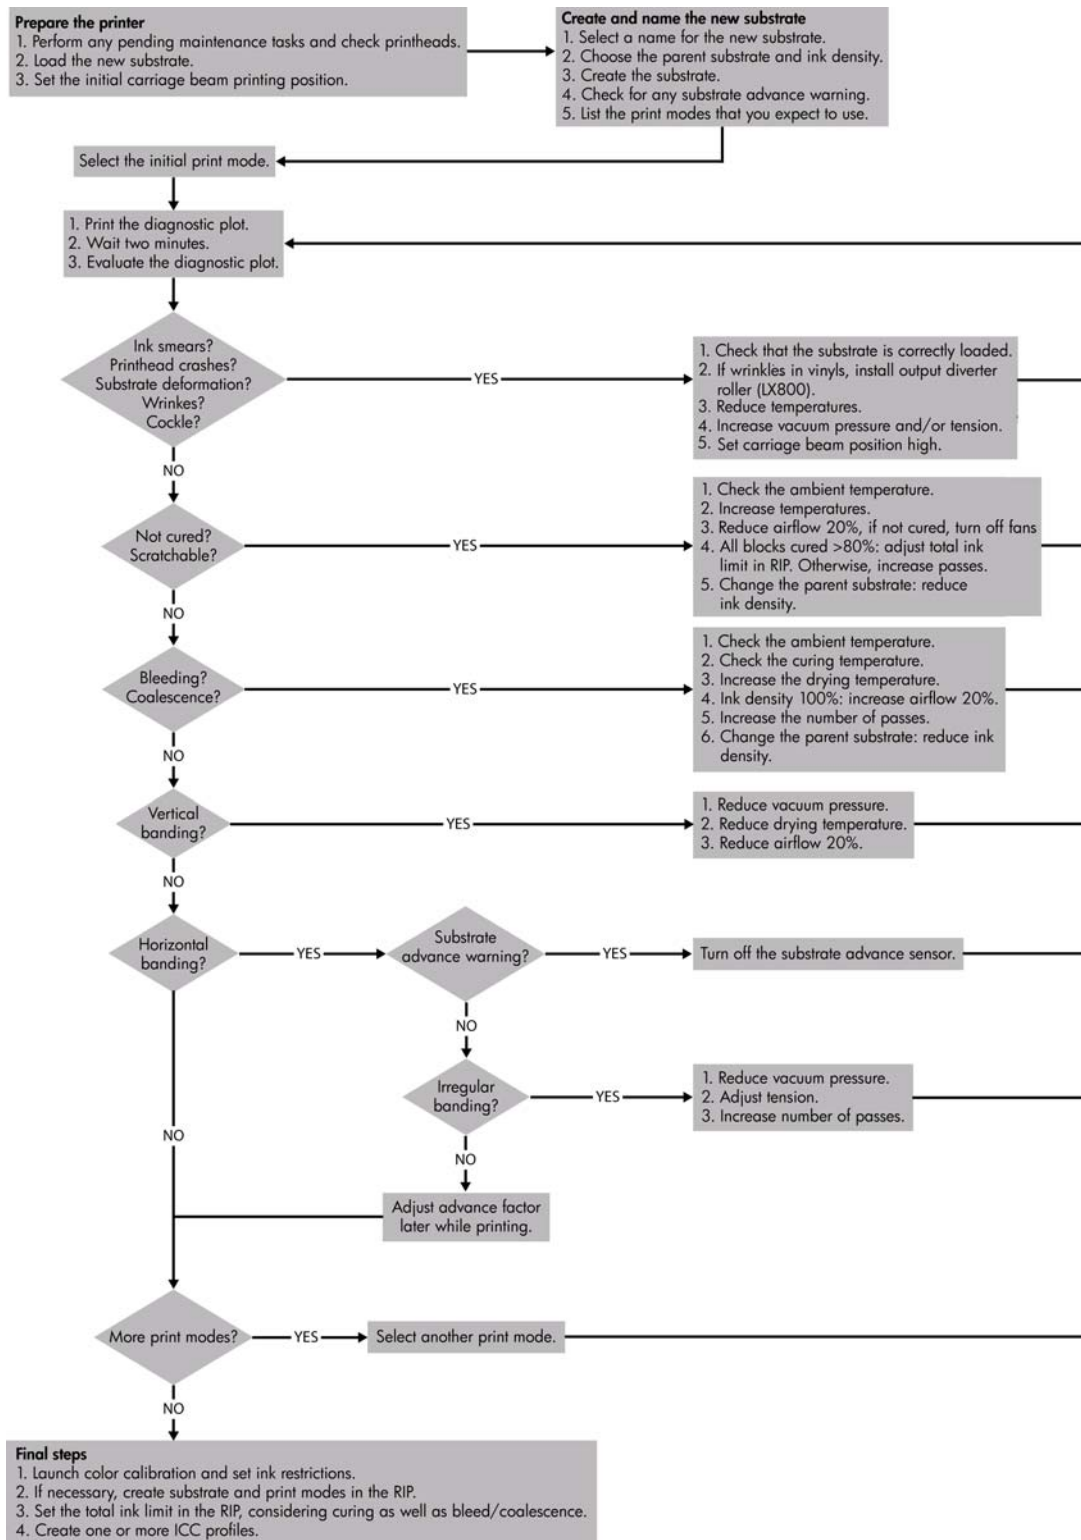 Prepare the printer
1. Perform any pending maintenance tasks and check printheads.
2. Load the new substrate.
3. Set the initial carriage beam printing position.
Create and name the new substrate
1. Select a name for the new substrate.
2. Choose the parent substrate and ink density.
3. Create the substrate.
4. Check for any substrate advance warning.
5. List the print modes that you expect to use.
Select the initial print mode.
1. Print the diagnostic plot.
2. Wait two minutes.
3. Evaluate the diagnostic plot.
Ink smears?
Printhead crashes?
Substrate deformation?
Wrinkes?
Cockle?
YES
1. Check that the substrate is correctly loaded.
2. If wrinkles in vinyls, install output diverter
roller (LX800).
3. Reduce temperatures.
4. Increase vacuum pressure and/or tension.
5. Set carriage beam position high.
NO
Not cured?
Scratchable?
YES
1. Check the ambient temperature.
2. Increase temperatures.
3. Reduce airflow 20%, if not cured, turn off fans
4. All blocks cured >80%: adjust total ink
limit in RIP. Otherwise, increase passes.
5. Change the parent substrate: reduce
ink density.
NO
Bleeding?
Coalescence?
YES
1. Check the ambient temperature.
2. Check the curing temperature.
3. Increase the drying temperature.
4. Ink density 100%: increase airflow 20%.
5. Increase the number of passes.
6. Change the parent substrate: reduce ink
density.
NO
Vertical
banding?
YES
1. Reduce vacuum pressure.
2. Reduce drying temperature.
3. Reduce airflow 20%.
NO
Horizontal
banding?
YES
Substrate
advance warning?
YES
Turn off the substrate advance sensor.
NO
Irregular
banding?
YES
1. Reduce vacuum pressure.
2. Adjust tension.
3. Increase number of passes.
NO
NO
Adjust advance factor
later while printing.
More print modes?
YES
Select another print mode.
NO
Final steps
1. Launch color calibration and set ink restrictions.
2. If necessary, create substrate and print modes in the RIP.
3. Set the total ink limit in the RIP, considering curing as well as bleed/coalescence.
4. Create one or more ICC profiles.